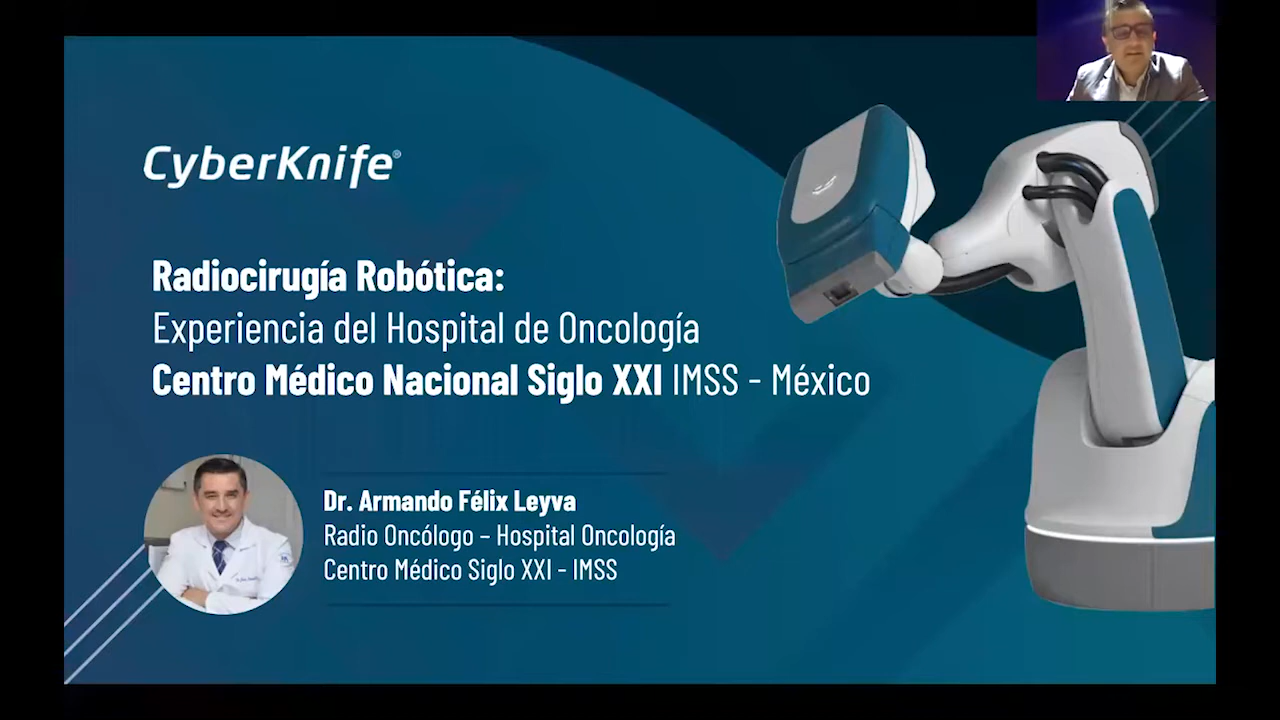 CyberKnife®
Radiocirugía Robótica:
Experiencia del Hospital de Oncología
Centro Médico Nacional Siglo XXI IMSS - México
Dr. Armando Félix Leyva
Radio Oncólogo – Hospital Oncología
Centro Médico Siglo XXI - IMSS